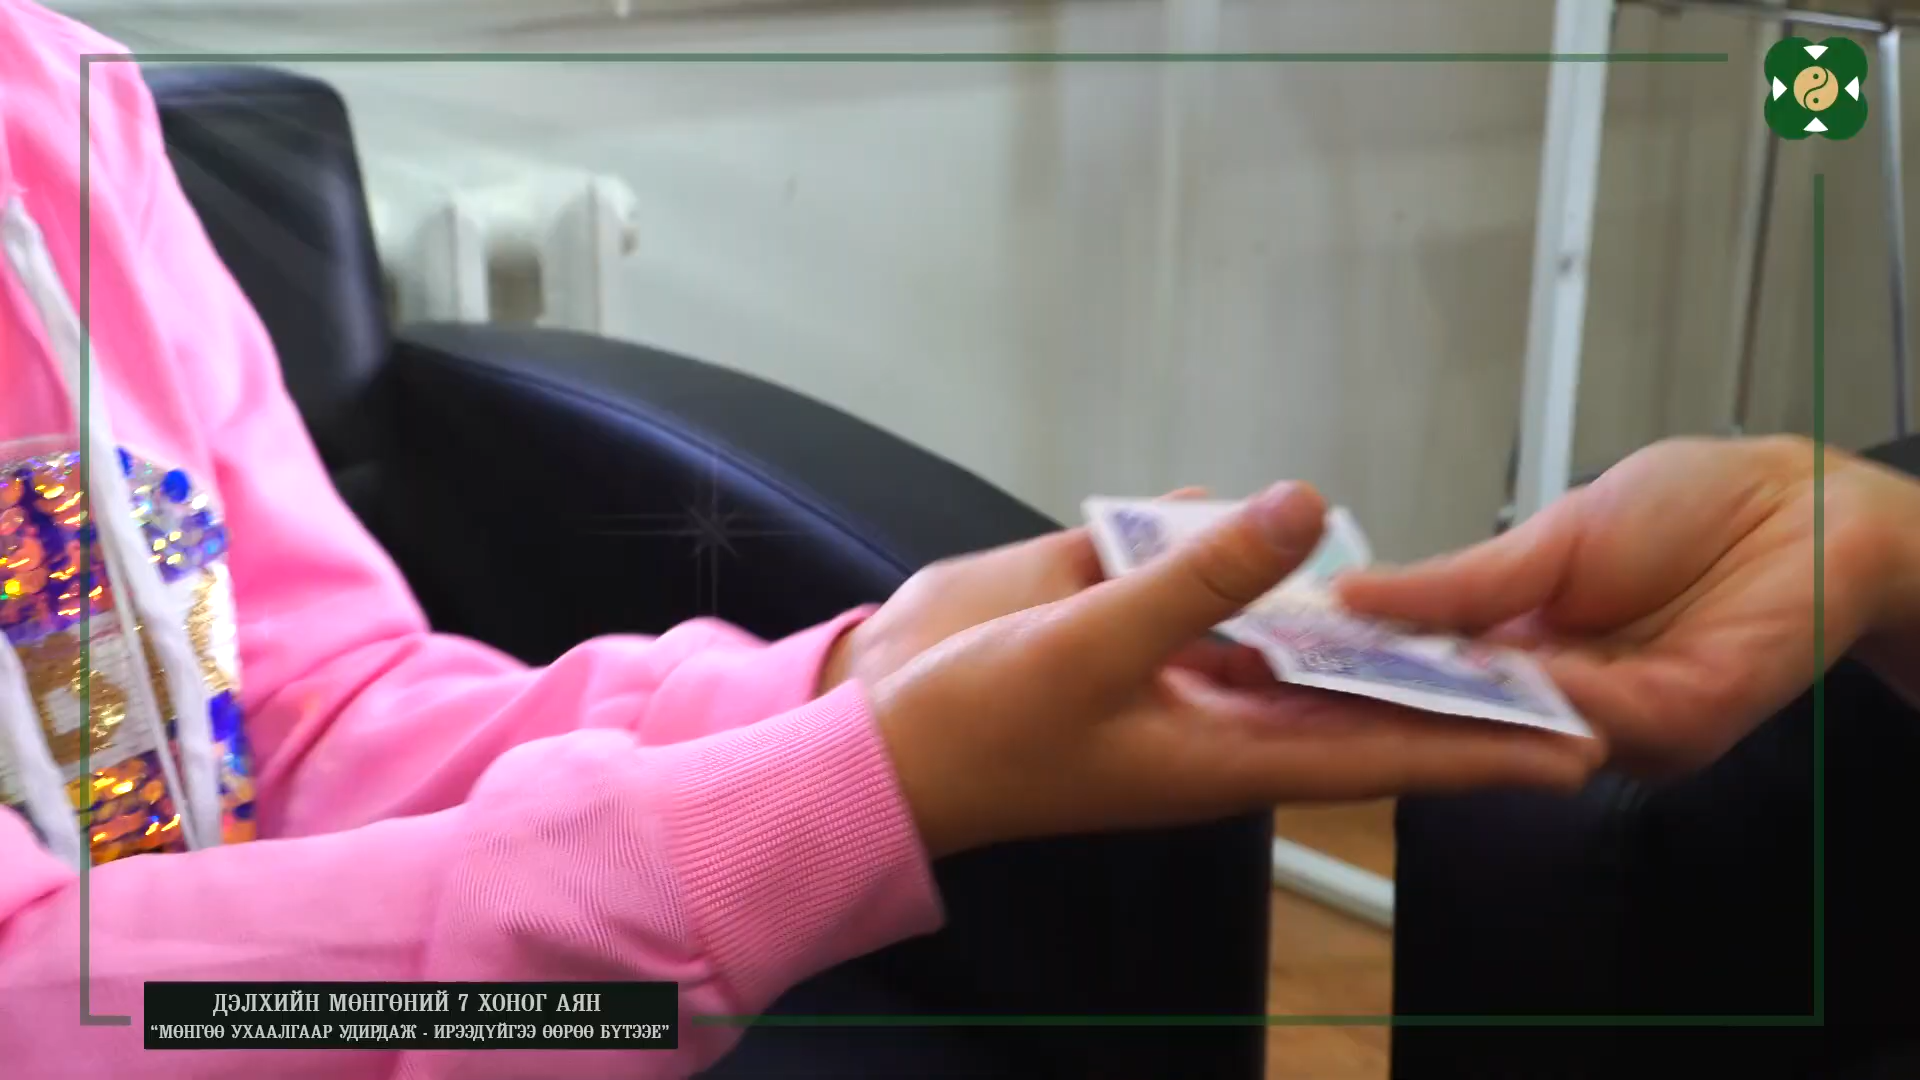 ДЭЛХИЙН МӨНГӨНИЙ 7 ХОНОГ АЯН
“МӨНГӨӨ УХААЛГААР УДИРДАЖ - ИРЭЭДҮЙГЭЭ ӨӨРӨӨ БҮТЭЭЕ”